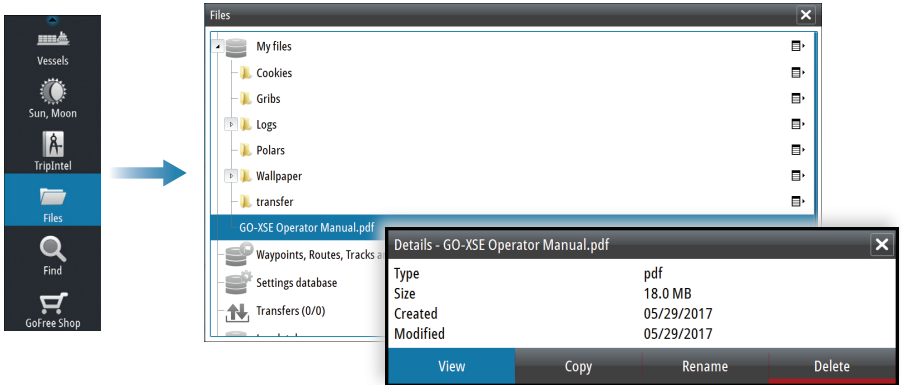 Vessels
Sun, Moon
TripIntel
Files
Find
GoFree Shop
Files
My files
Cookies
Gribs
Logs
Polars
Wallpaper
transfer
GO-XSE Operator Manual.pdf
Waypoints, Routes, Tracks
Settings database
Transfers (0/0)
Details - GO-XSE Operator Manual.pdf
Type pdf
Size 18.0 MB
Created 05/29/2017
Modified 05/29/2017
View Copy Rename Delete